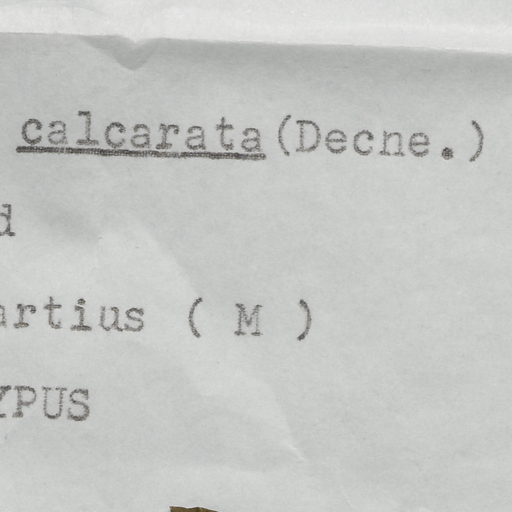 calcarata (Decne.)
d
artius ( M )
YPUS